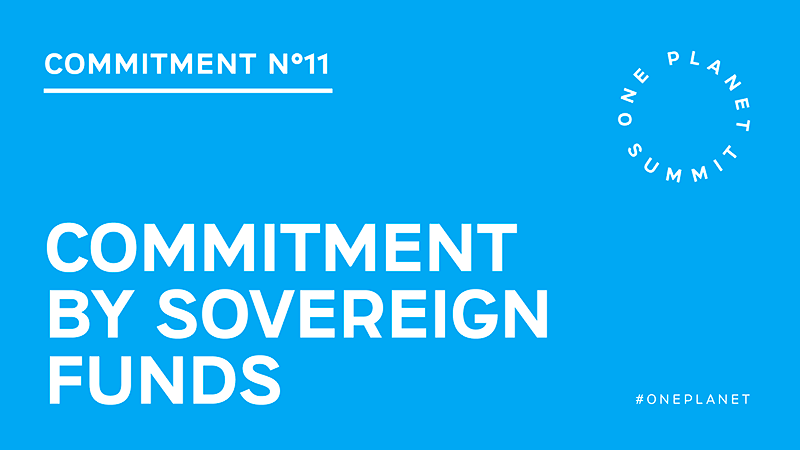 COMMITMENT N°11
ONE PLANET SUMMIT
COMMITMENT
BY SOVEREIGN
FUNDS
#ONEPLANET